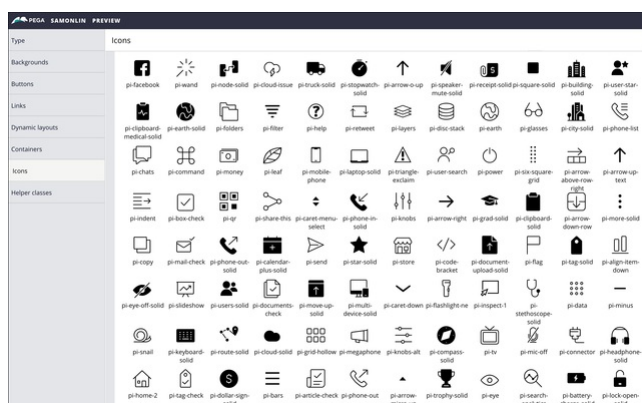 PEGA SAMONLIN PREVIEW
Type
Icons
Backgrounds
Buttons
Links
Dynamic layouts
Containers
Icons
Helper classes
pi-facebook pi-wand pi-node-solid pi-cloud-issue pi-truck-solid pi-stopwatch-solid pi-arrow-o-up pi-speaker-mute-solid pi-receipt-solid pi-square-solid pi-building-solid pi-user-star-solid
pi-clipboard-medical-solid pi-earth-solid pi-folders pi-filter pi-help pi-retweet pi-layers pi-disc-stack pi-earth pi-glasses pi-city-solid pi-phone-list
pi-chats pi-command pi-money pi-leaf pi-mobile-phone pi-laptop-solid pi-triangle-exclaim pi-user-search pi-power pi-six-square-grid pi-arrow-above-row-right pi-arrow-up-text
pi-indent pi-box-check pi-qr pi-share-this pi-caret-menu-select pi-phone-in-solid pi-knobs pi-arrow-right pi-grad-solid pi-clipboard-solid pi-arrow-down-row pi-more-solid
pi-copy pi-mail-check pi-phone-out-solid pi-calendar-plus-solid pi-send pi-star-solid pi-store pi-code-bracket pi-document-upload-solid pi-flag pi-tag-solid pi-align-item-down
pi-eye-off-solid pi-slideshow pi-users-solid pi-documents-check pi-move-up-solid pi-multi-device-solid pi-caret-down pi-flashlight-ne pi-inspect-1 pi-stethoscope-solid pi-data pi-minus
pi-snail pi-keyboard-solid pi-route-solid pi-cloud-solid pi-grid-hollow pi-megaphone pi-knobs-alt pi-compass-solid pi-tv pi-mic-off pi-connector pi-headphone-solid
pi-home-2 pi-tag-check pi-dollar-sign- pi-bars pi-article-check pi-phone-out pi-arrow- pi-trophy-solid pi-eye pi-search- pi-battery- pi-lock-open-